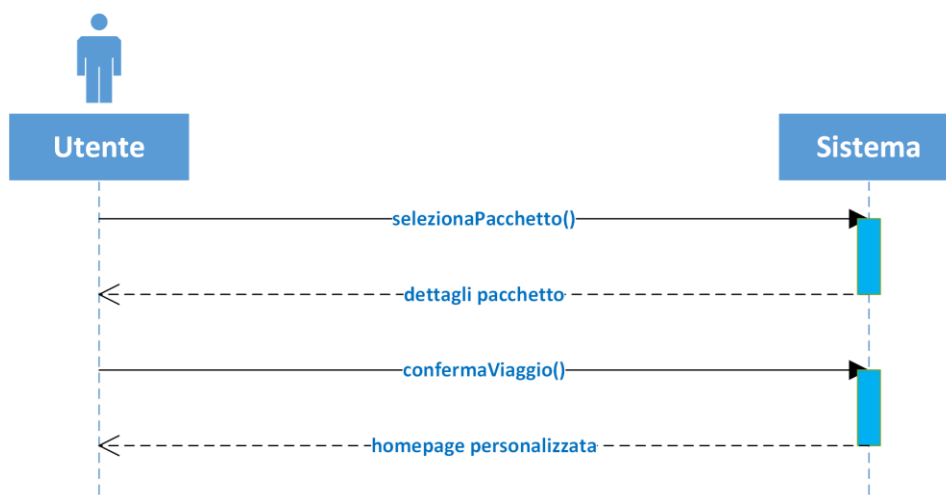 Utente
Sistema
selezionaPacchetto()
dettagli pacchetto
confermaViaggio()
homepage personalizzata